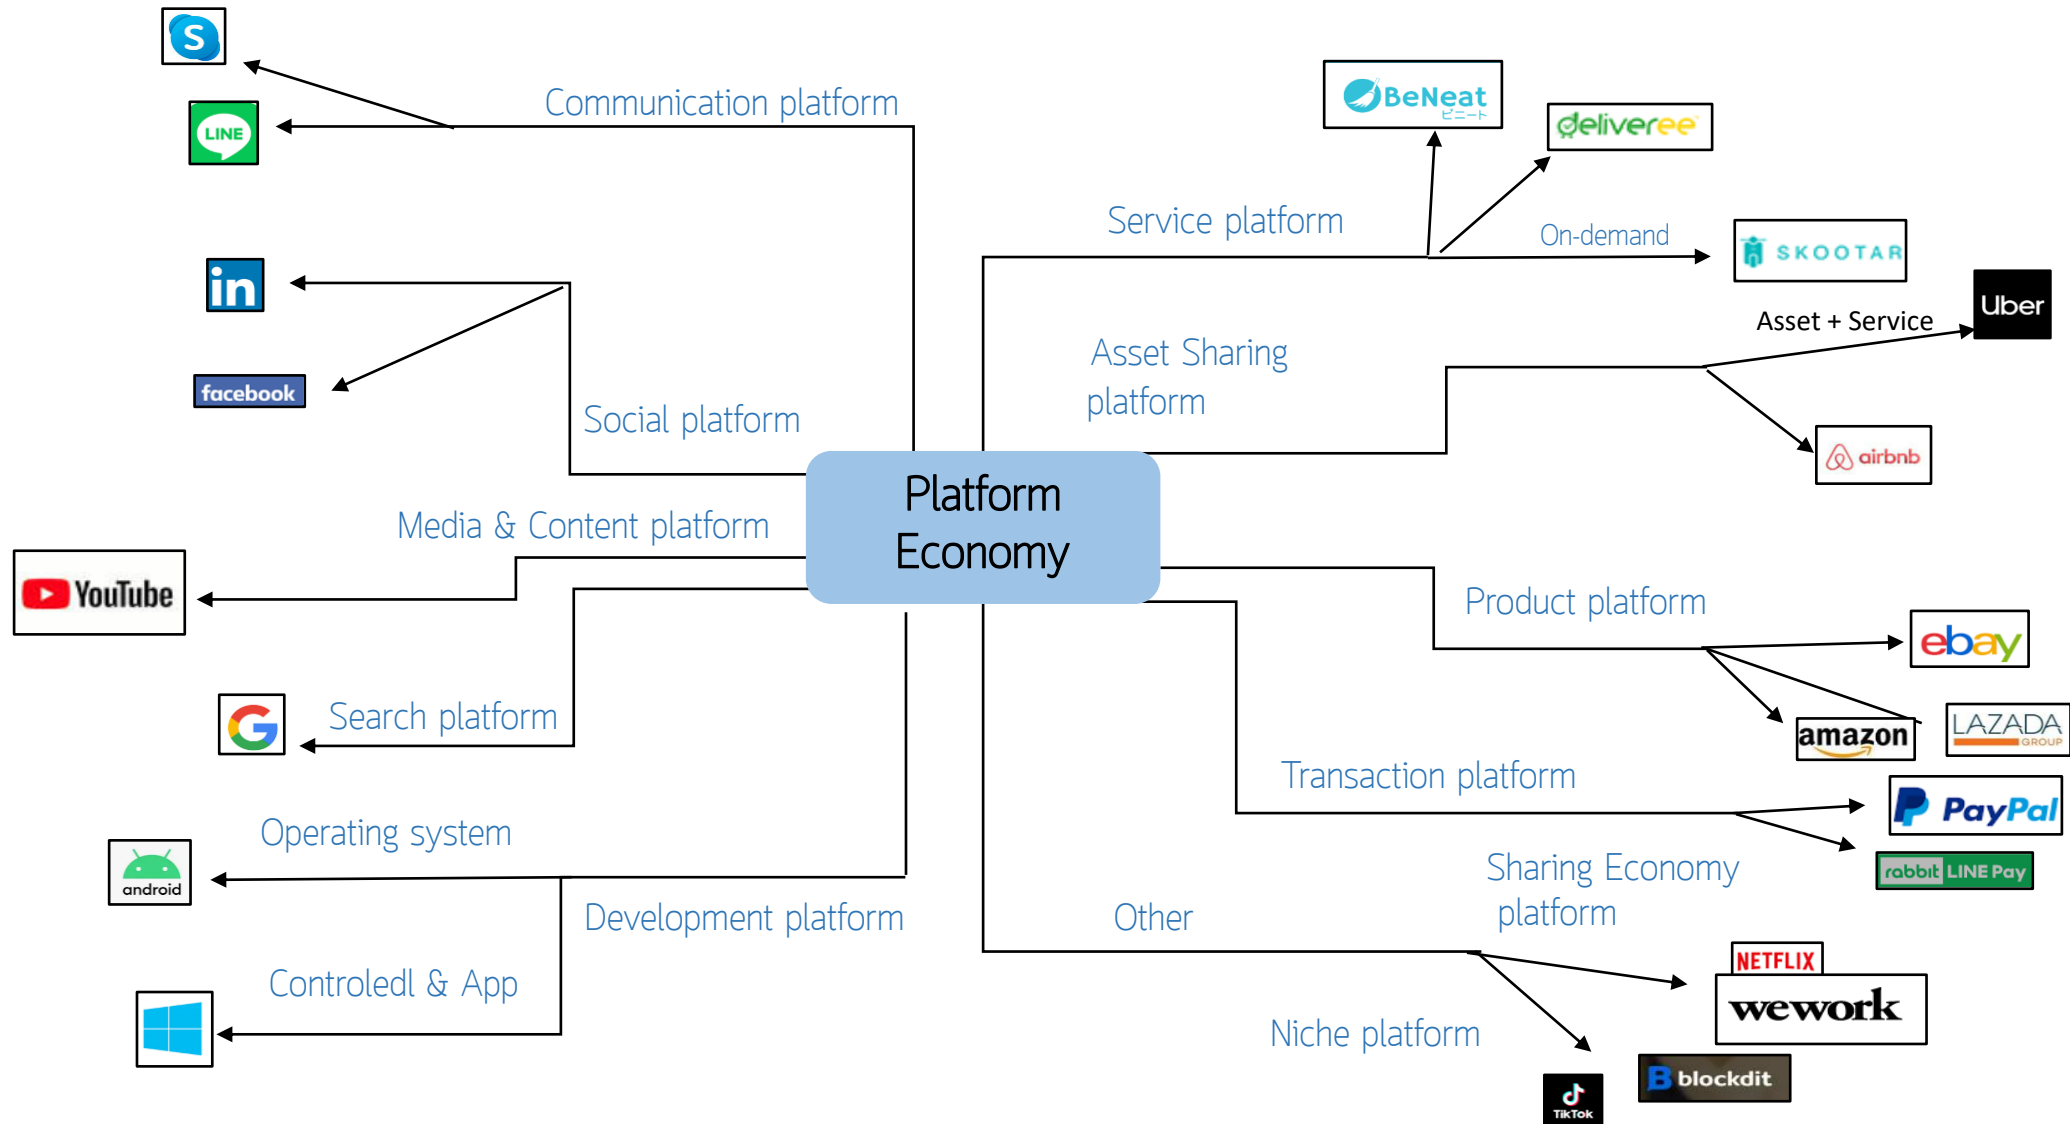 S
Communication platform
LINE
BeNeat
ビニート
deliveree
Service platform
On-demand
SKOOTAR
in
Uber
Asset + Service
Asset Sharing
platform
facebook
Social platform
airbnb
Platform
Economy
Media & Content platform
YouTube
Product platform
ebay
G
Search platform
amazon
LAZADA
GROUP
Transaction platform
PayPal
Operating system
android
Sharing Economy
platform
rabbit LINE Pay
Development platform
Other
Controledl & App
NETFLIX
wework
Niche platform
B blockdit
TikTok